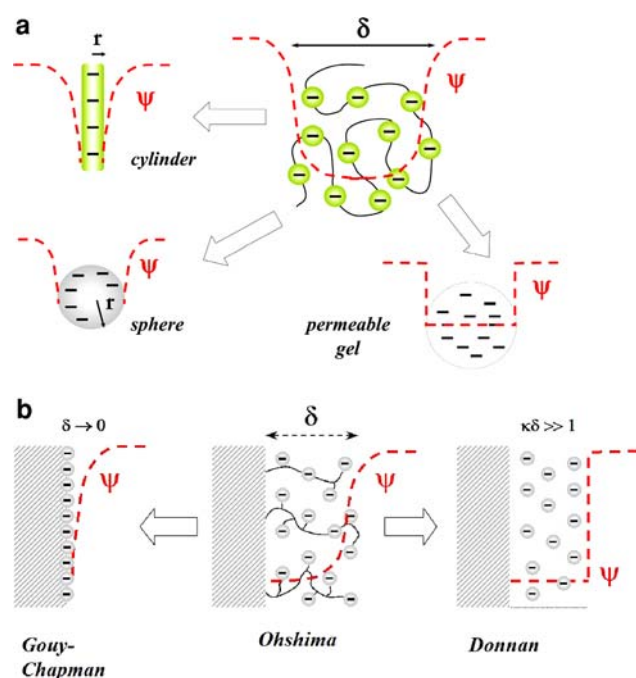 a
r
δ
Ψ
Ψ
cylinder
Ψ
r
sphere
permeable
gel
Ψ
b
δ → 0
δ
κδ >> 1
Ψ
Ψ
Ψ
Gouy-
Chapman
Ohshima
Donnan